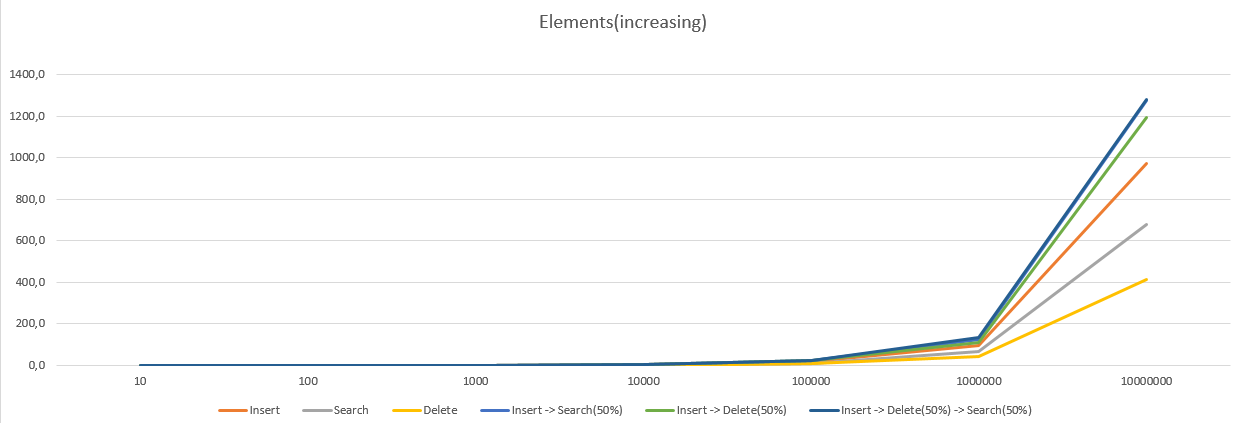 Elements(increasing)
1400,0
1200,0
1000,0
800,0
600,0
400,0
200,0
0,0
10 100 1000 10000 100000 1000000 10000000
Insert Search Delete Insert -> Search(50%) Insert -> Delete(50%) Insert -> Delete(50%) -> Search(50%)